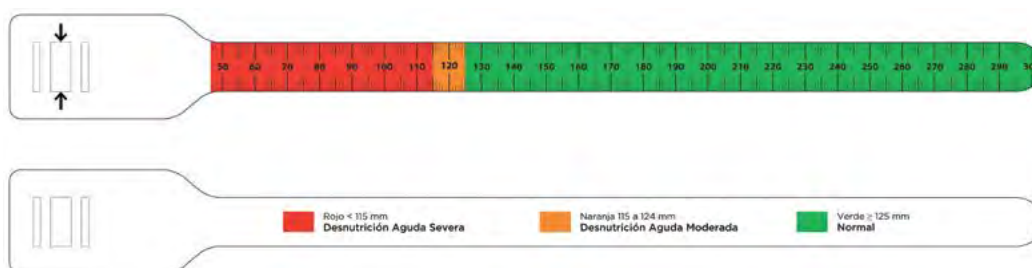 50 60 70 80 90 100 110 120 130 140 150 160 170 180 190 200 210 220 230 240 250 260 270 280 290 30
Rojo < 115 mm
Desnutrición Aguda Severa
Naranja 115 a 124 mm
Desnutrición Aguda Moderada
Verde ≥ 125 mm
Normal